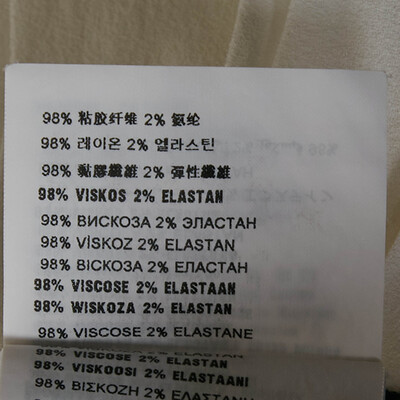 98% 粘胶纤维 2% 氨纶
98% 레이온 2% 엘라스틴
98% 黏膠纖維 2% 彈性纖維
98% VISKOS 2% ELASTAN
98% ВИСКОЗА 2% ЭЛАСТАН
98% VİSKOZ 2% ELASTAN
98% ВІСКОЗА 2% ЕЛАСТАН
98% VISCOSE 2% ELASTAAN
98% WISKOZA 2% ELASTAN
98% VISCOSE 2% ELASTANE
98% VISCOSE 2% ELASTAN
98% VISKOOSI 2% ELASTAANI
98% ΒΙΣΚΟΖΗ 2% ΕΛΑΣΤΑΝΗ